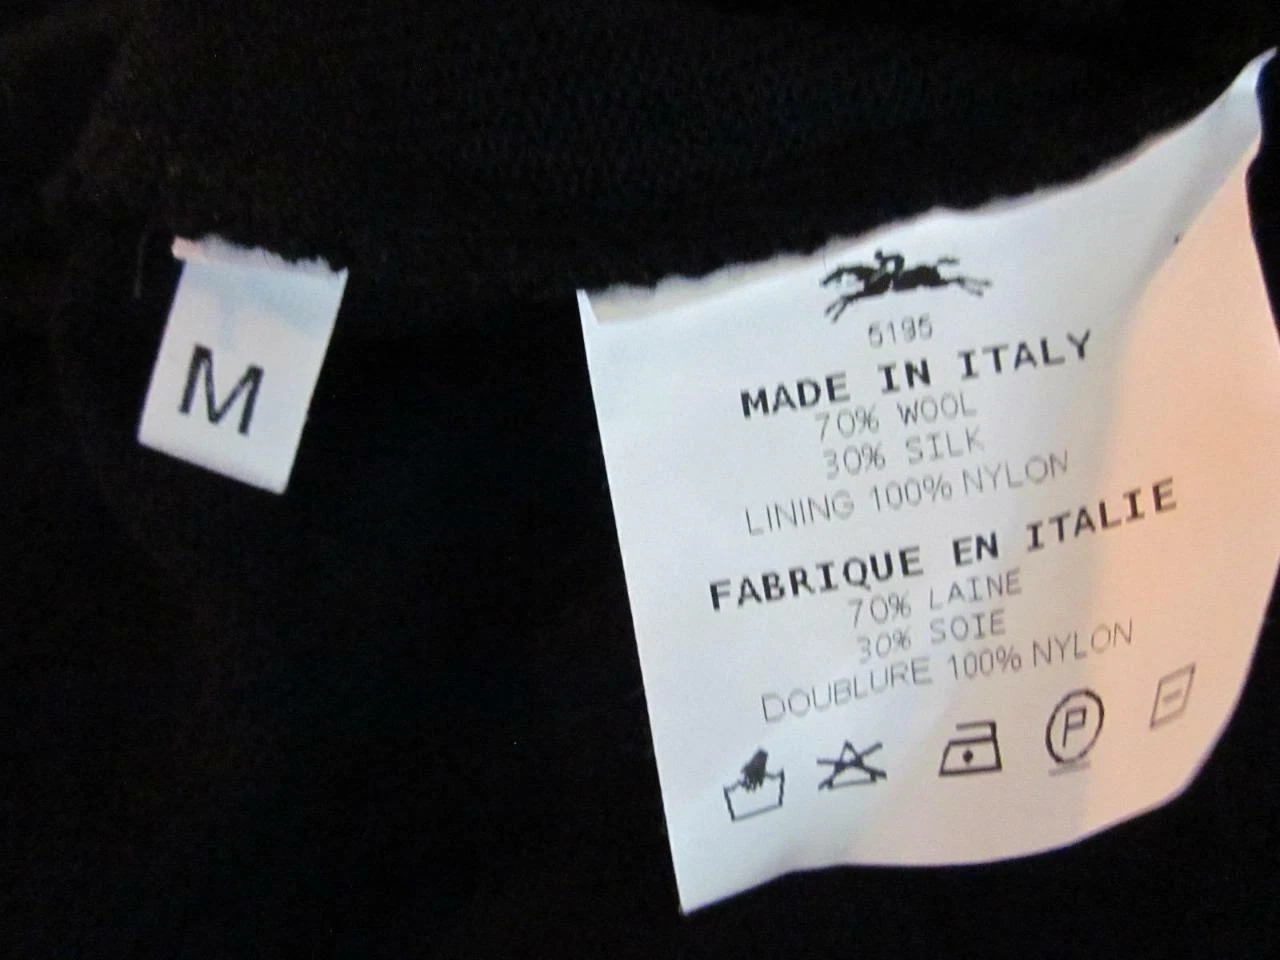 M
5195
MADE IN ITALY
70% WOOL
30% SILK
LINING 100% NYLON
FABRIQUE EN ITALIE
70% LAINE
30% SOIE
DOUBLURE 100% NYLON
P